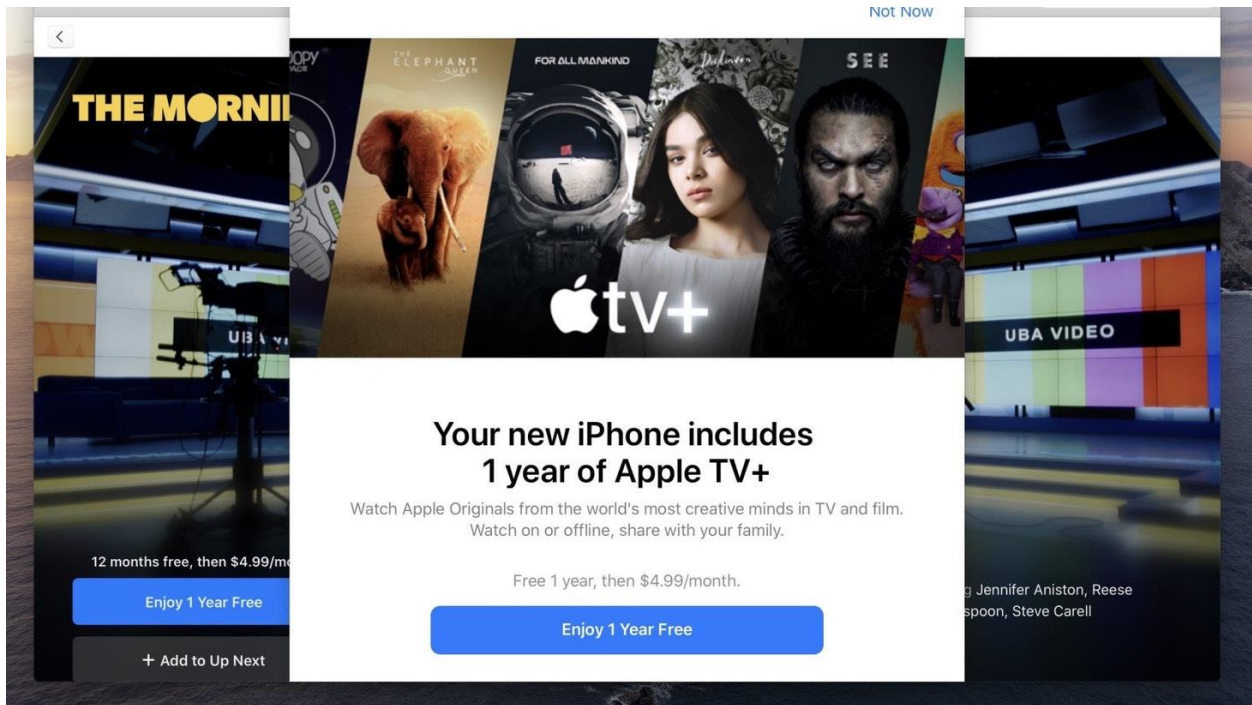 Not Now
THE
ELEPHANT
QUEEN
FOR ALL MANKIND
Dickinson
SEE
THE MORNI
tv+
UBA VI
UBA VIDEO
Your new iPhone includes
1 year of Apple TV+
Watch Apple Originals from the world's most creative minds in TV and film.
Watch on or offline, share with your family.
Free 1 year, then $4.99/month.
Enjoy 1 Year Free
12 months free, then $4.99/mo
Enjoy 1 Year Free
+ Add to Up Next
g Jennifer Aniston, Reese
spoon, Steve Carell